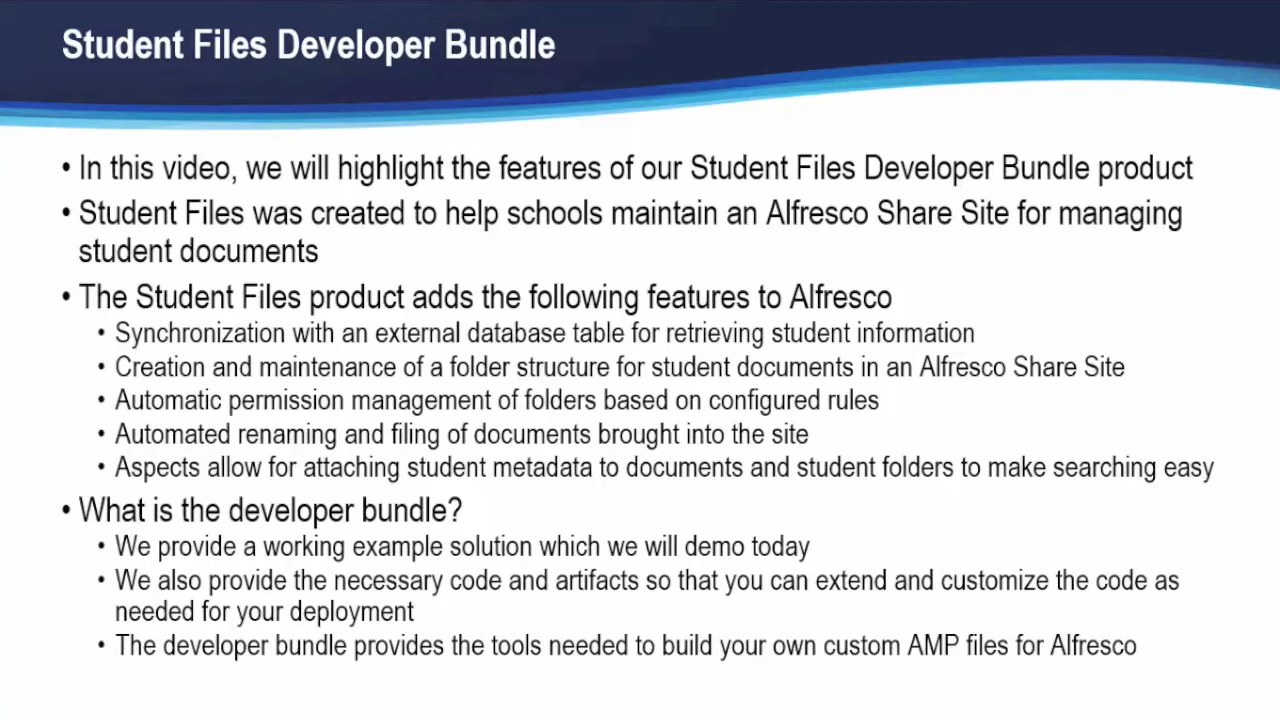 Student Files Developer Bundle
• In this video, we will highlight the features of our Student Files Developer Bundle product
• Student Files was created to help schools maintain an Alfresco Share Site for managing
student documents
• The Student Files product adds the following features to Alfresco
• Synchronization with an external database table for retrieving student information
• Creation and maintenance of a folder structure for student documents in an Alfresco Share Site
• Automatic permission management of folders based on configured rules
• Automated renaming and filing of documents brought into the site
• Aspects allow for attaching student metadata to documents and student folders to make searching easy
• What is the developer bundle?
• We provide a working example solution which we will demo today
• We also provide the necessary code and artifacts so that you can extend and customize the code as
needed for your deployment
• The developer bundle provides the tools needed to build your own custom AMP files for Alfresco